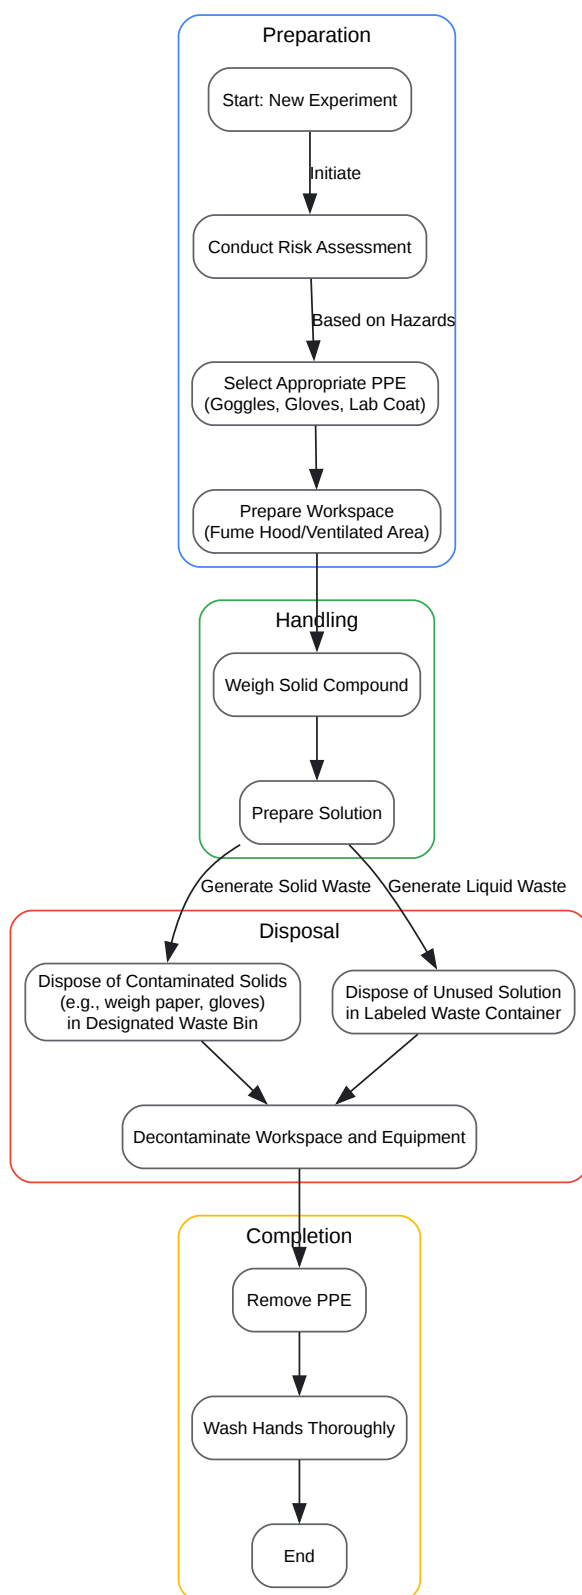 Preparation
Start: New Experiment
Initiate
Conduct Risk Assessment
Based on Hazards
Select Appropriate PPE
(Goggles, Gloves, Lab Coat)
Prepare Workspace
(Fume Hood/Ventilated Area)
Handling
Weigh Solid Compound
Prepare Solution
Generate Solid Waste
Generate Liquid Waste
Disposal
Dispose of Contaminated Solids
(e.g., weigh paper, gloves)
in Designated Waste Bin
Dispose of Unused Solution
in Labeled Waste Container
Decontaminate Workspace and Equipment
Completion
Remove PPE
Wash Hands Thoroughly
End